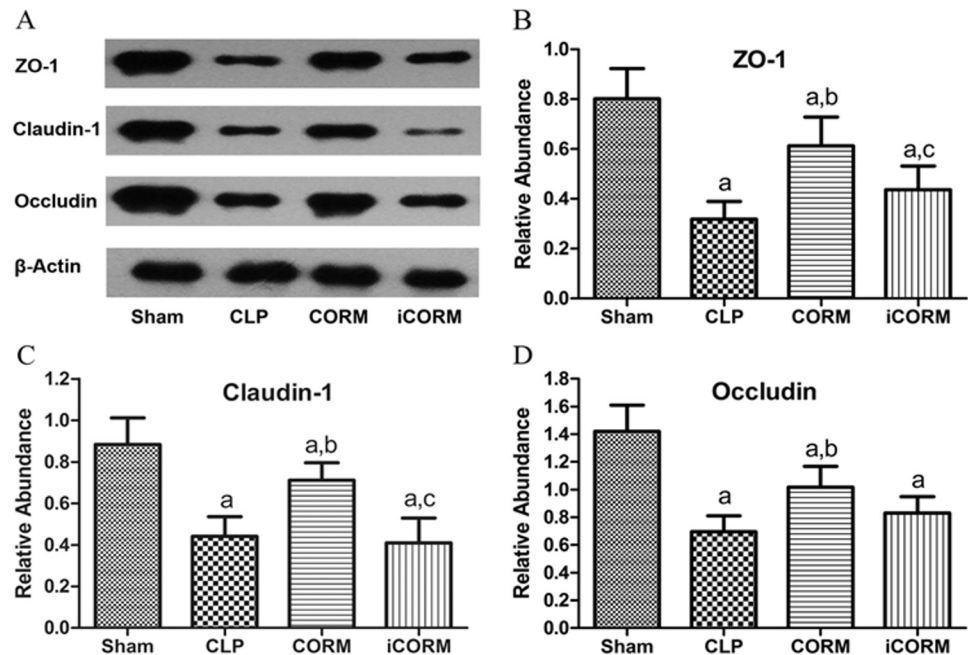 A
ZO-1
Claudin-1
Occludin
β-Actin
Sham CLP CORM iCORM
B
ZO-1
Relative Abundance
1.0
0.8
0.6
0.4
0.2
0.0
a
a,b
a,c
Sham CLP CORM iCORM
C
Claudin-1
Relative Abundance
1.2
1.0
0.8
0.6
0.4
0.2
0.0
a
a,b
a,c
Sham CLP CORM iCORM
D
Occludin
Relative Abundance
1.8
1.6
1.4
1.2
1.0
0.8
0.6
0.4
0.2
0.0
a
a,b
a
Sham CLP CORM iCORM